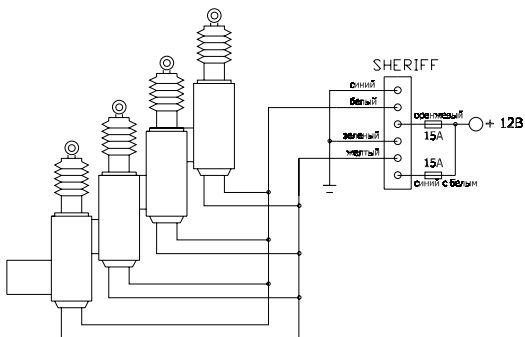 SHERIFF
синий
белый
оранжевый
+ 12В
15А
зеленый
желтый
15А
синий с белым